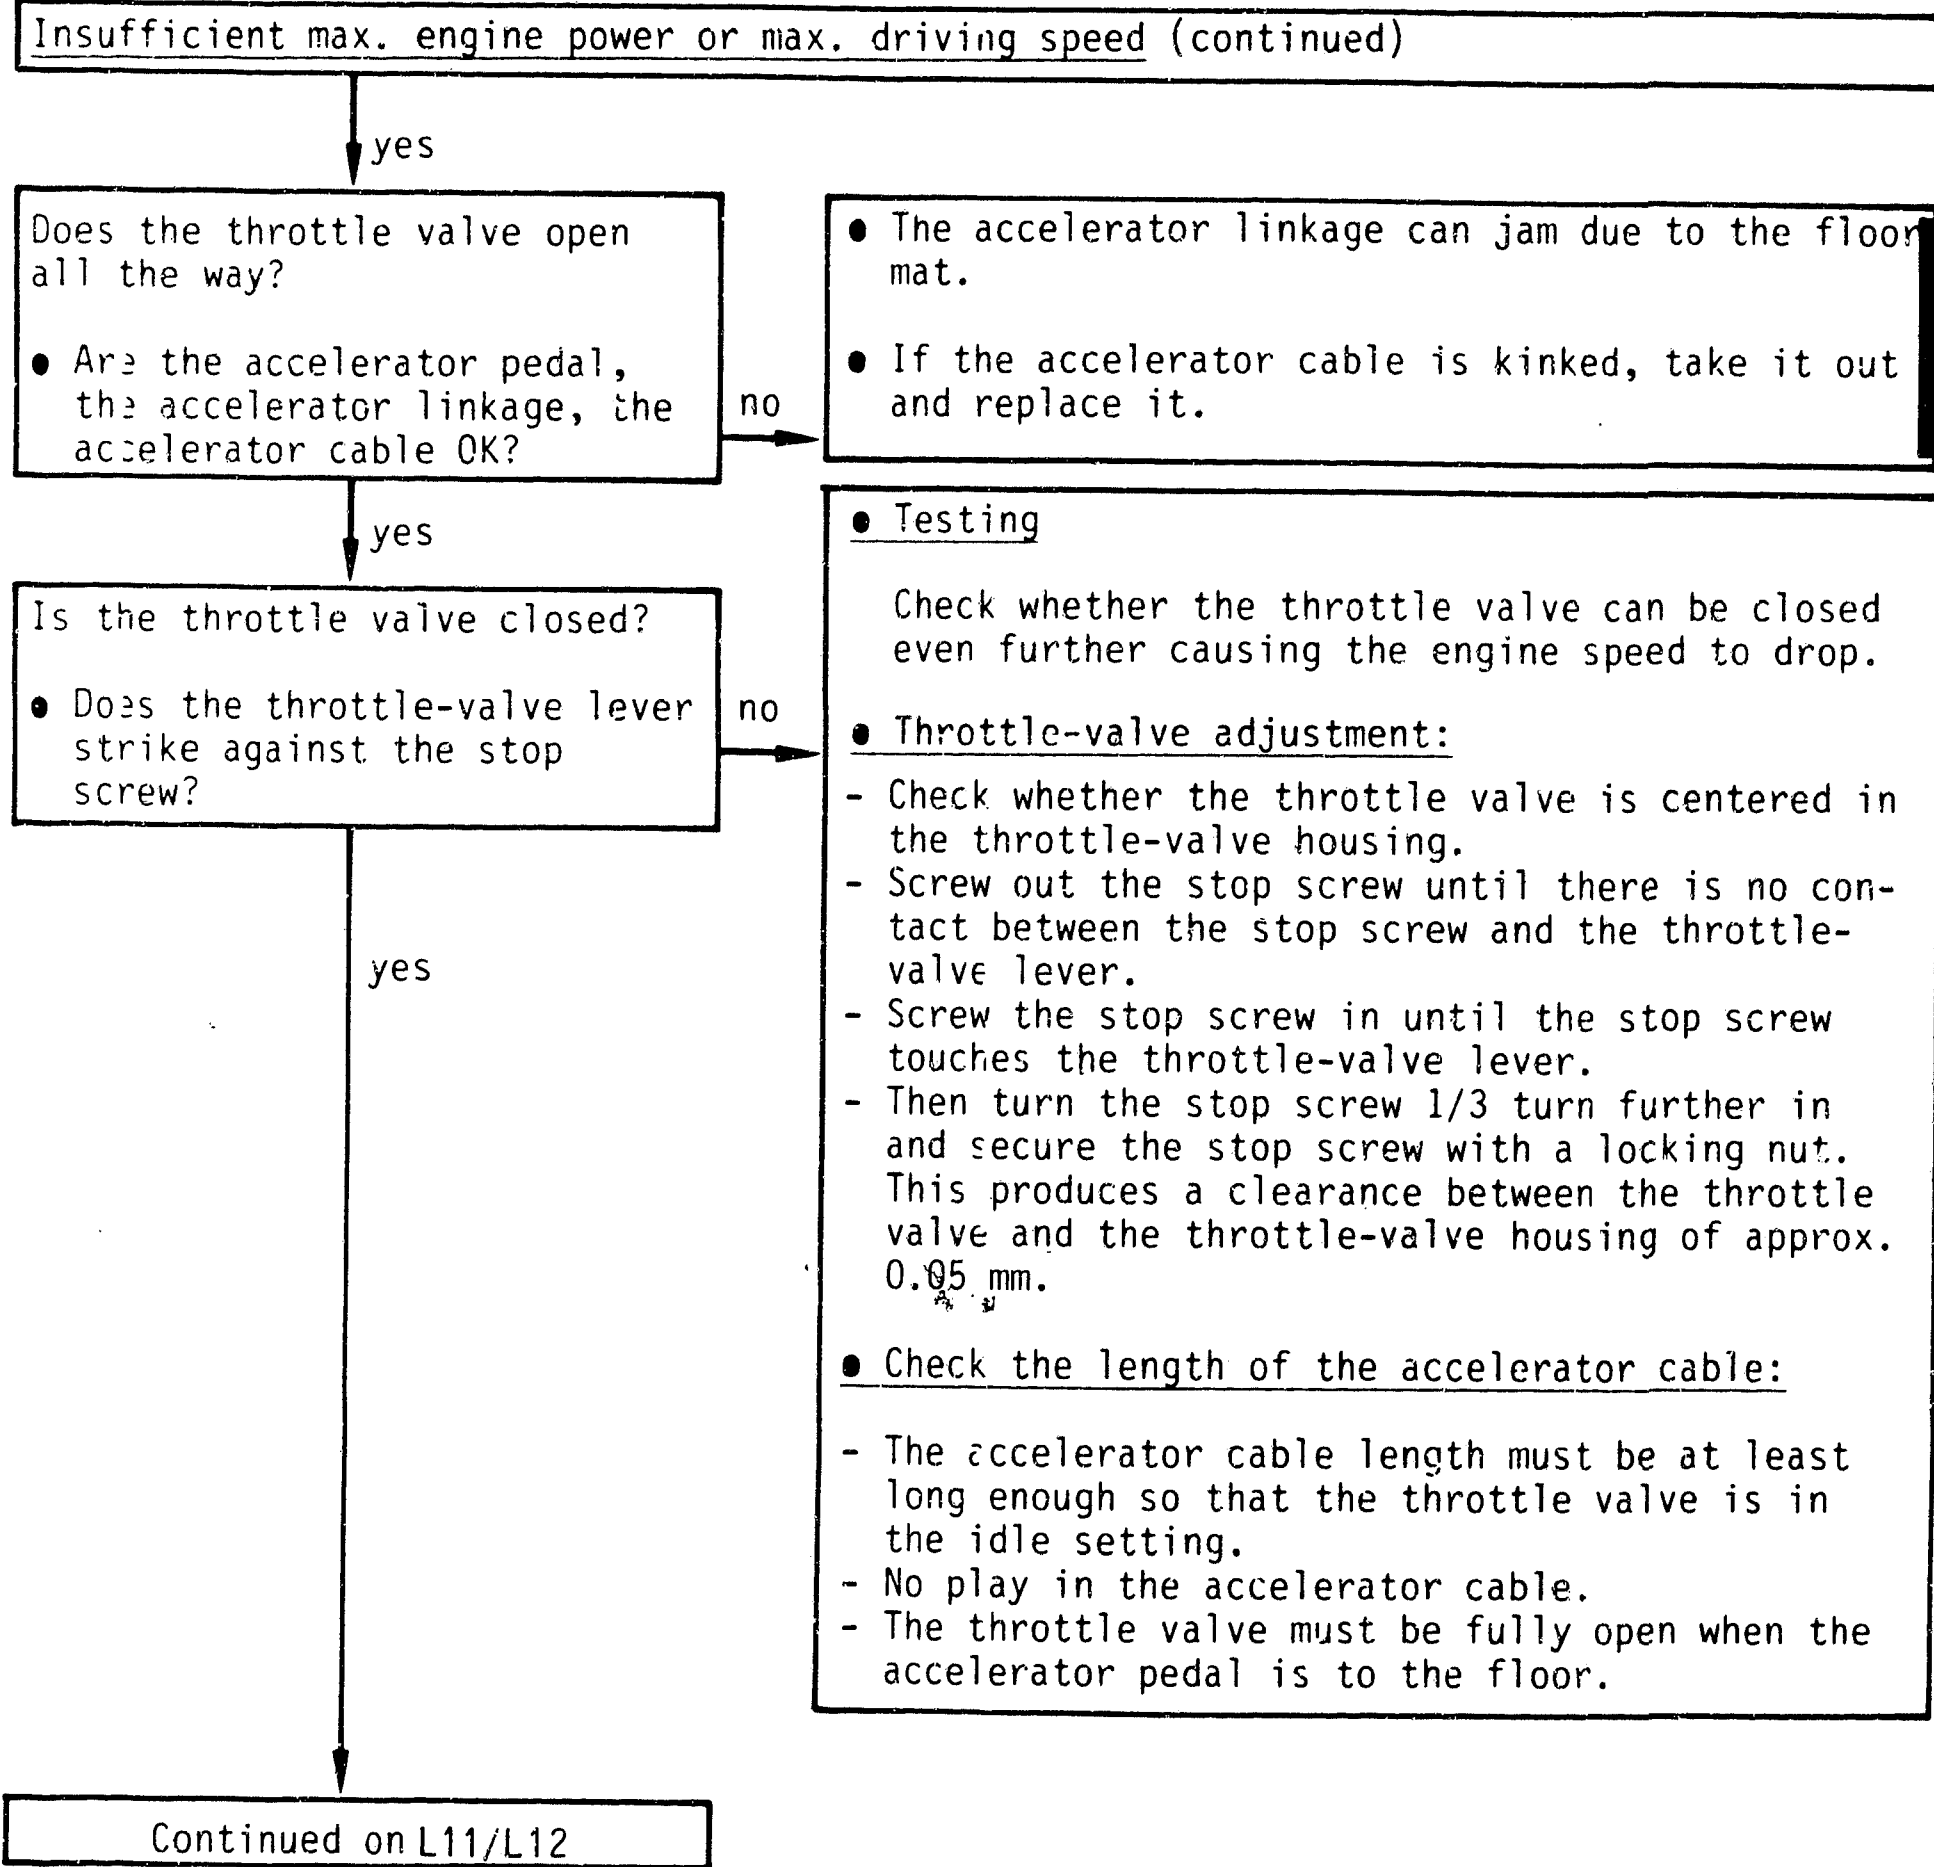 Insufficient max. engine power or max. driving speed (continued)
yes
Does the throttle valve open
all the way?
● Are the accelerator pedal,
the accelerator linkage, the
accelerator cable OK?
no
● The accelerator linkage can jam due to the floor
mat.
● If the accelerator cable is kinked, take it out
and replace it.
yes
Is the throttle valve closed?
● Does the throttle-valve lever
strike against the stop
screw?
no
● Testing
Check whether the throttle valve can be closed
even further causing the engine speed to drop.
● Throttle-valve adjustment:
- Check whether the throttle valve is centered in
the throttle-valve housing.
- Screw out the stop screw until there is no con-
tact between the stop screw and the throttle-
valve lever.
- Screw the stop screw in until the stop screw
touches the throttle-valve lever.
- Then turn the stop screw 1/3 turn further in
and secure the stop screw with a locking nut.
This produces a clearance between the throttle
valve and the throttle-valve housing of approx.
0.05 mm.
● Check the length of the accelerator cable:
- The accelerator cable length must be at least
long enough so that the throttle valve is in
the idle setting.
- No play in the accelerator cable.
- The throttle valve must be fully open when the
accelerator pedal is to the floor.
yes
Continued on L11/L12